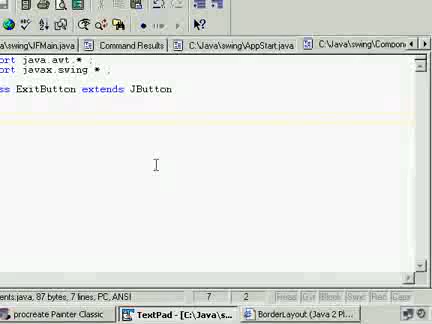 a\swing\JFMain.java Command Results C:\Java\swing\AppStart.java C:\Java\swing\Compone
ort java.awt.* ;
ort javax.swing * ;
ss ExitButton extends JButton
ents.java, 87 bytes, 7 lines, PC, ANSI 7 2 Read Ovr Block Sync Rec Caps
procreate Painter Classic TextPad - [C:\Java\s... BorderLayout (Java 2 Pl...